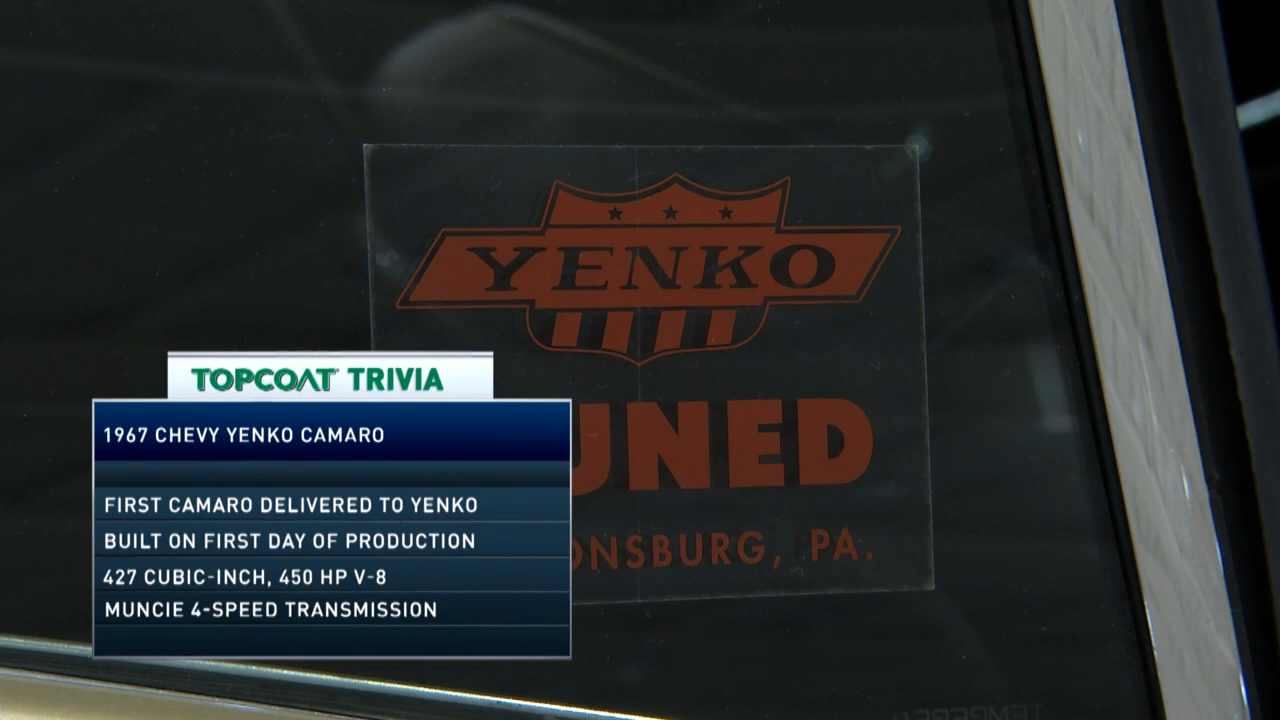 YENKO
UNED
ONSBURG, PA.
TOPCOAT TRIVIA
1967 CHEVY YENKO CAMARO
FIRST CAMARO DELIVERED TO YENKO
BUILT ON FIRST DAY OF PRODUCTION
427 CUBIC-INCH, 450 HP V-8
MUNCIE 4-SPEED TRANSMISSION